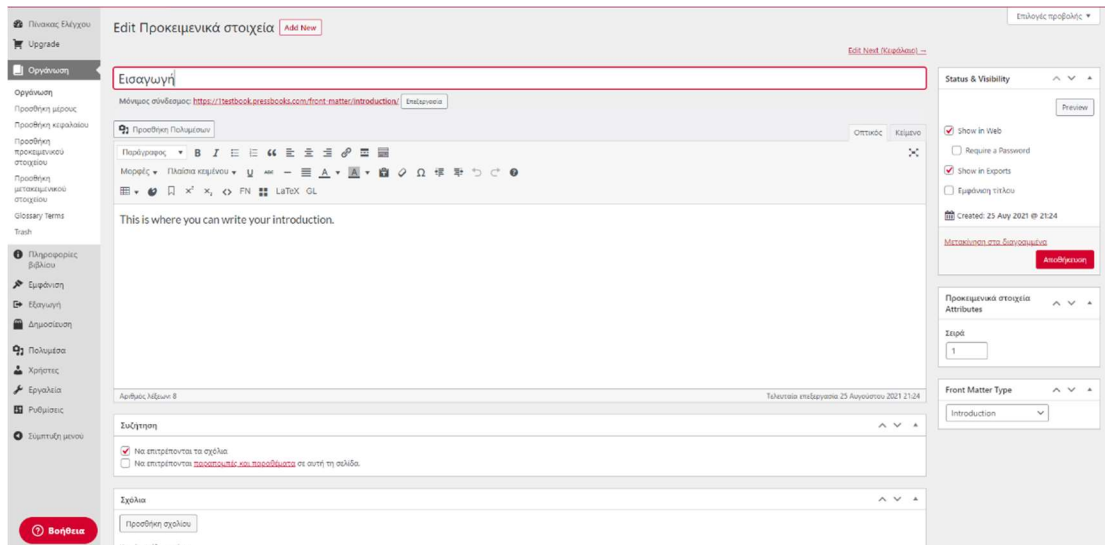 Πίνακας Ελέγχου
Upgrade
Οργάνωση
Οργάνωση
Προσθήκη μέρους
Προσθήκη κεφαλαίου
Προσθήκη
προκειμενικού
στοιχείου
Προσθήκη
μετακειμενικού
στοιχείου
Glossary Terms
Trash
Πληροφορίες
βιβλίου
Εμφάνιση
Εξαγωγή
Δημοσίευση
Πολυμέσα
Χρήστες
Εργαλεία
Ρυθμίσεις
Σύμπτυξη μενού
Βοήθεια
Επιλογές προβολής
Edit Προκειμενικά στοιχεία Add New
Edit Next (Κεφάλαιο) →
Εισαγωγή
Μόνιμος σύνδεσμος: https://1testbook.pressbooks.com/front-matter/introduction/ Επεξεργασία
Προσθήκη Πολυμέσων
Οπτικός Κείμενο
Παράγραφος B I
Μορφές Πλαίσια κειμένου U ABC A A Ω
x² x₂ <> FN LaTeX GL
This is where you can write your introduction.
Αριθμός λέξεων: 8
Τελευταία επεξεργασία 25 Αυγούστου 2021 21:24
Συζήτηση
Να επιτρέπονται τα σχόλια
Να επιτρέπονται παραπομπές και παραθέματα σε αυτή τη σελίδα.
Σχόλια
Προσθήκη σχολίου
Status & Visibility
Preview
Show in Web
Require a Password
Show in Exports
Εμφάνιση τίτλου
Created: 25 Αυγ 2021 @ 21:24
Μετακίνηση στα διαγραμμένα
Αποθήκευση
Προκειμενικά στοιχεία
Attributes
Σειρά
1
Front Matter Type
Introduction